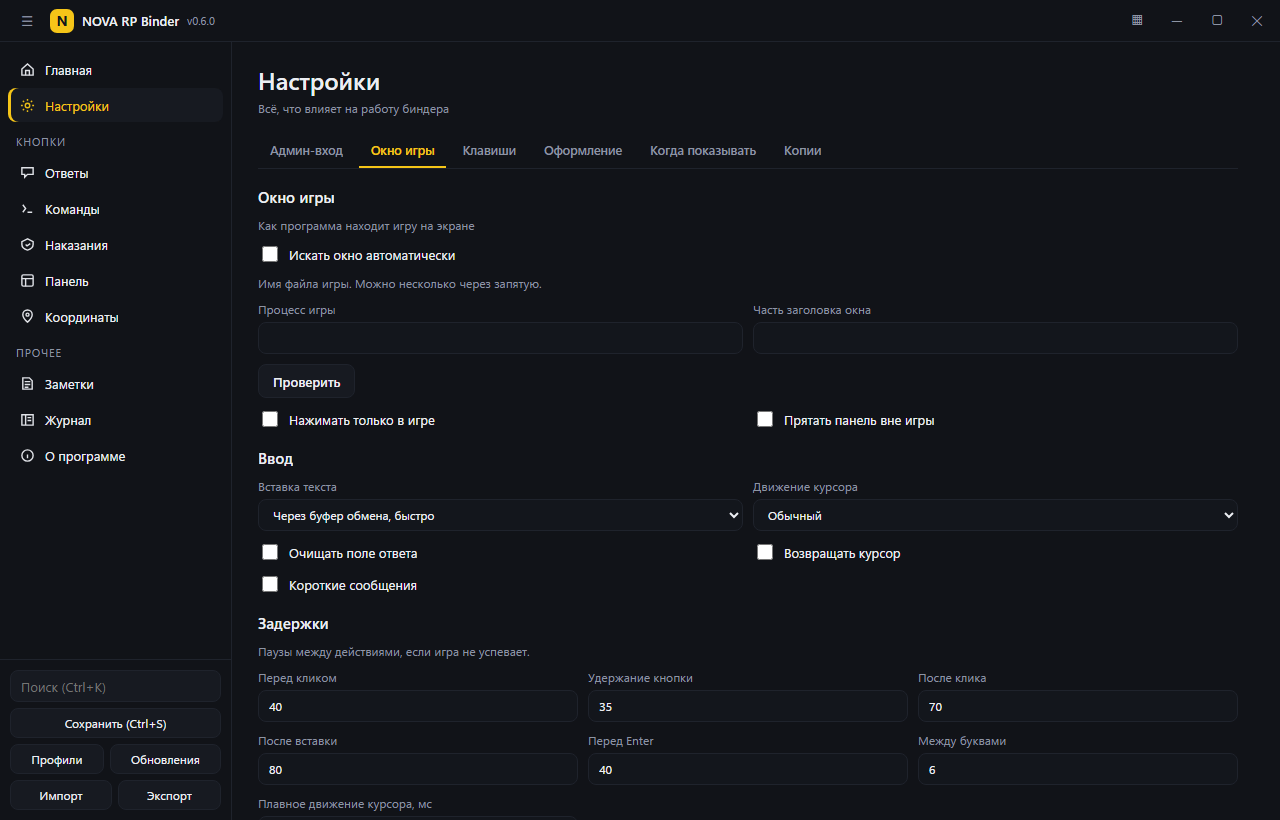 N NOVA RP Binder v0.6.0
Главная
Настройки
КНОПКИ
Ответы
Команды
Наказания
Панель
Координаты
ПРОЧЕЕ
Заметки
Журнал
О программе
Поиск (Ctrl+K)
Сохранить (Ctrl+S)
Профили Обновления
Импорт Экспорт
Настройки
Всё, что влияет на работу биндера
Админ-вход Окно игры Клавиши Оформление Когда показывать Копии
Окно игры
Как программа находит игру на экране
Искать окно автоматически
Имя файла игры. Можно несколько через запятую.
Процесс игры Часть заголовка окна
Проверить
Нажимать только в игре Прятать панель вне игры
Ввод
Вставка текста Движение курсора
Через буфер обмена, быстро Обычный
Очищать поле ответа Возвращать курсор
Короткие сообщения
Задержки
Паузы между действиями, если игра не успевает.
Перед кликом Удержание кнопки После клика
40 35 70
После вставки Перед Enter Между буквами
80 40 6
Плавное движение курсора, мс